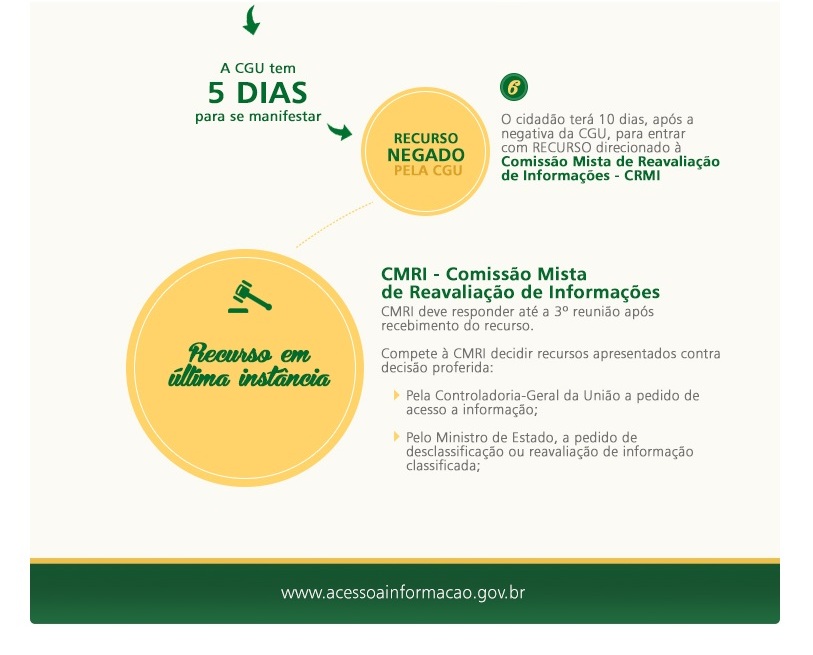 A CGU tem
5 DIAS
para se manifestar
RECURSO
NEGADO
PELA CGU
6
O cidadão terá 10 dias, após a
negativa da CGU, para entrar
com RECURSO direcionado à
Comissão Mista de Reavaliação
de Informações - CRMI
Recurso em
última instância
CMRI - Comissão Mista
de Reavaliação de Informações
CMRI deve responder até a 3º reunião após
recebimento do recurso.
Compete à CMRI decidir recursos apresentados contra
decisão proferida:
Pela Controladoria-Geral da União a pedido de
acesso a informação;
Pelo Ministro de Estado, a pedido de
desclassificação ou reavaliação de informação
classificada;
www.acessoainformacao.gov.br